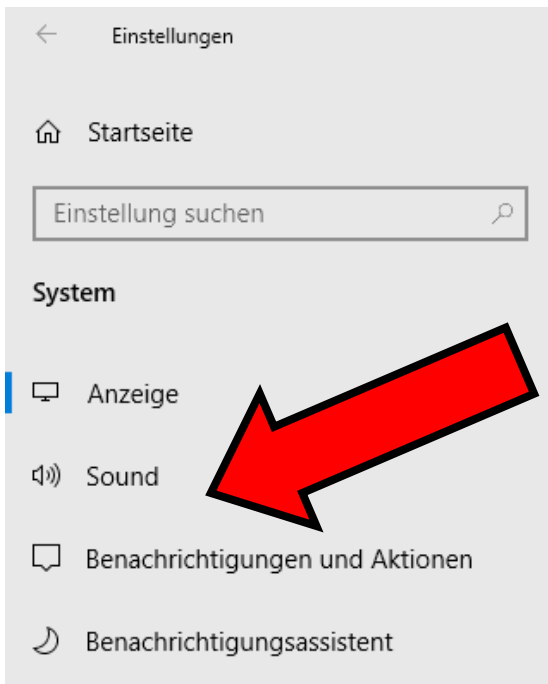 Einstellungen
Startseite
Einstellung suchen
System
Anzeige
Sound
Benachrichtigungen und Aktionen
Benachrichtigungsassistent